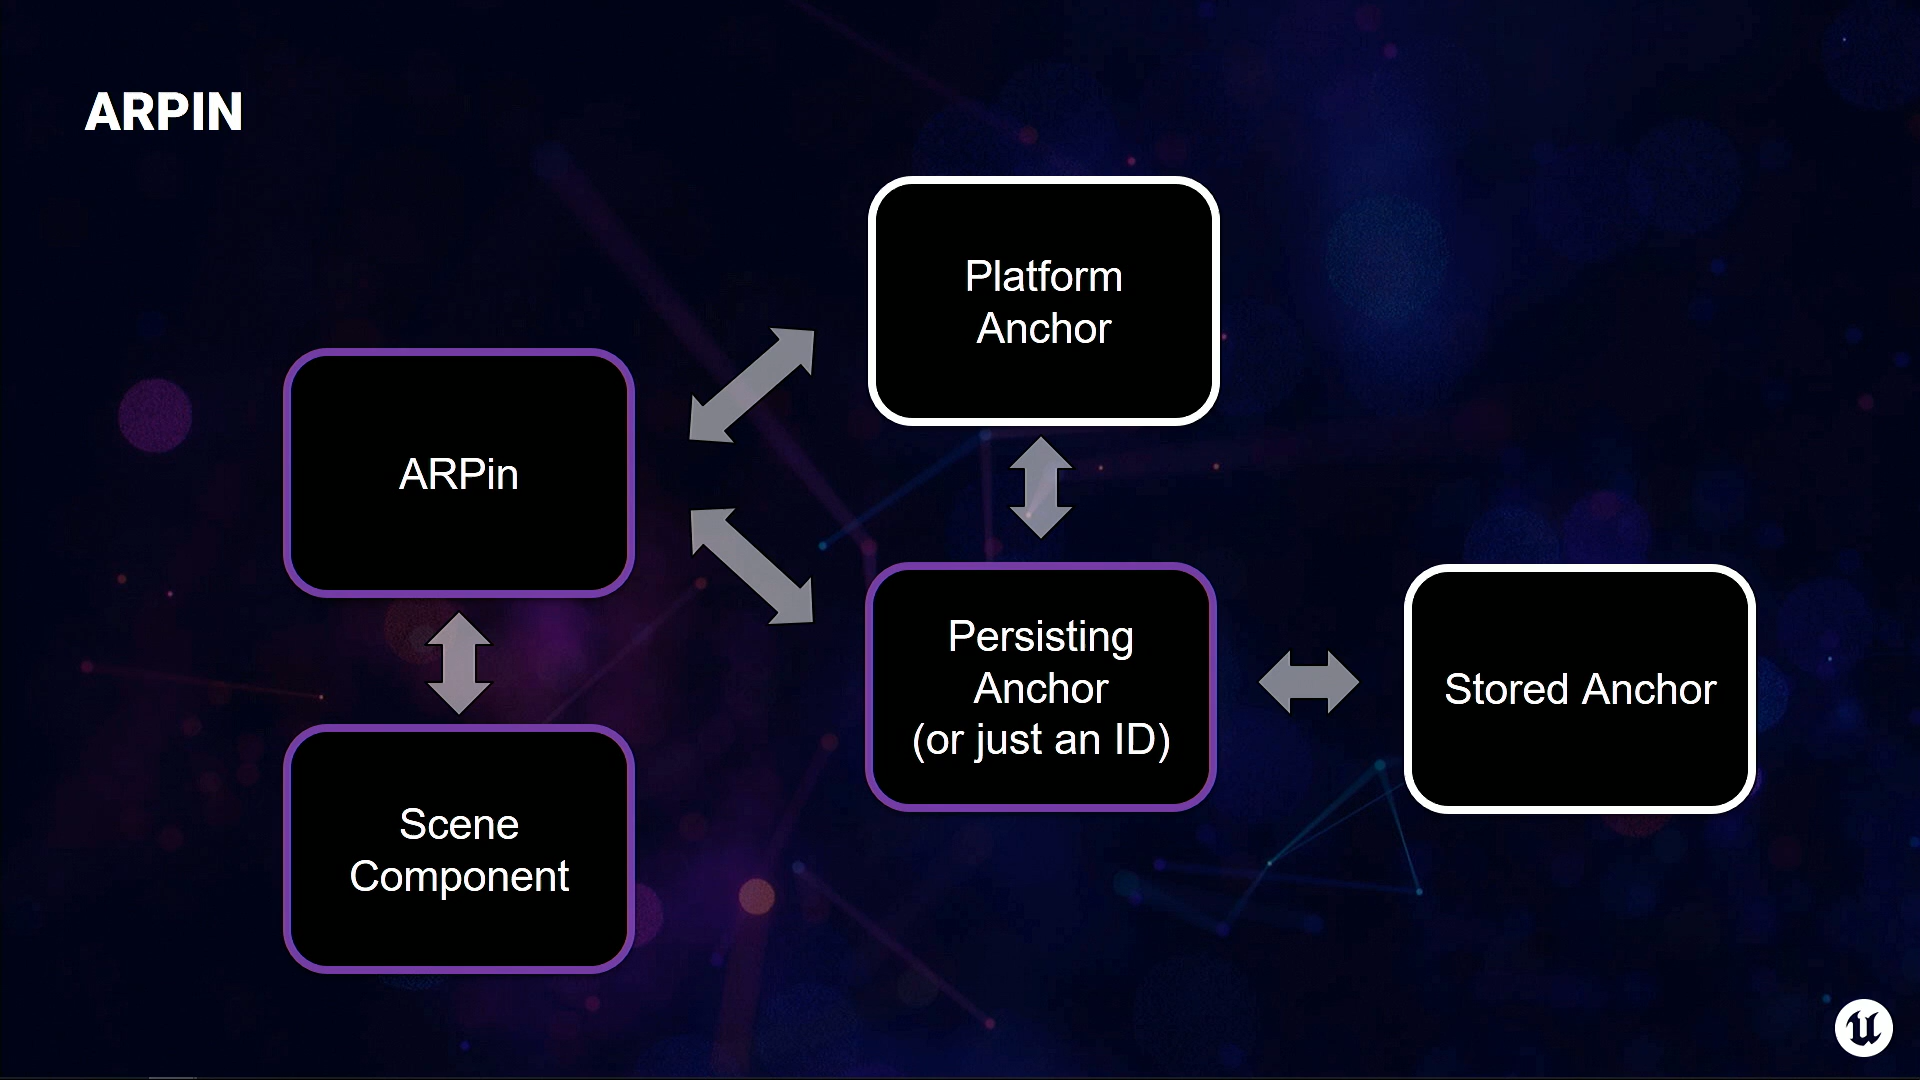 ARPIN
Platform
Anchor
ARPin
Persisting
Anchor
(or just an ID)
Stored Anchor
Scene
Component